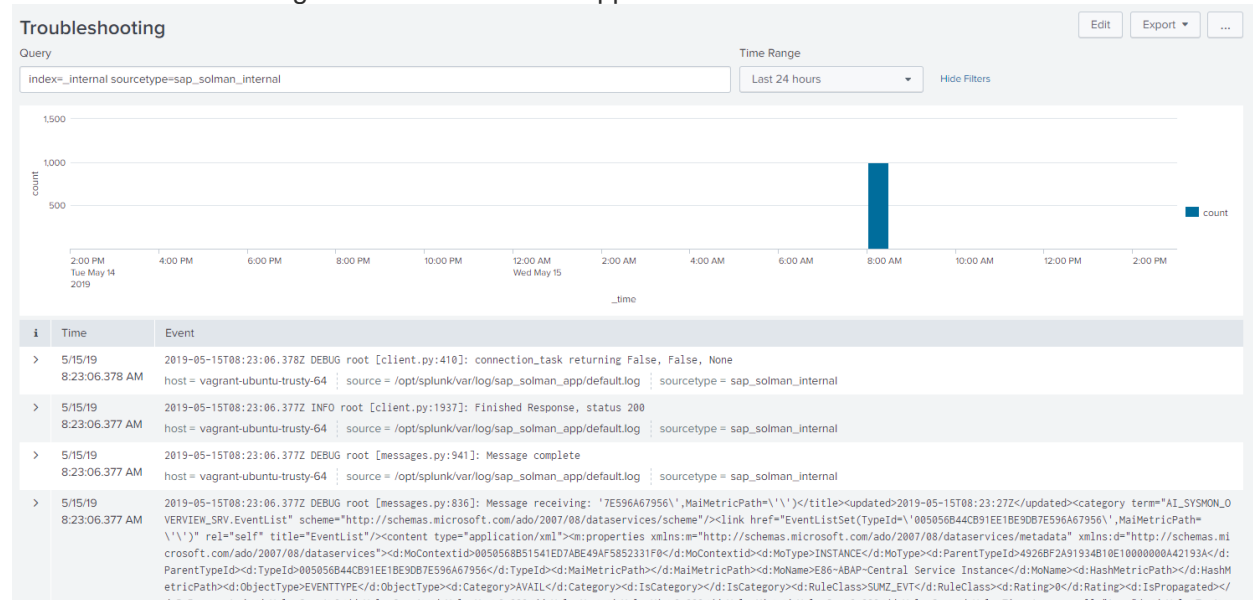 Troubleshooting
Edit
Export
...
Query
Time Range
index=_internal sourcetype=sap_solman_internal
Last 24 hours
Hide Filters
1,500
1,000
500
count
count
2:00 PM
Tue May 14
2019
4:00 PM
6:00 PM
8:00 PM
10:00 PM
12:00 AM
Wed May 15
2:00 AM
4:00 AM
6:00 AM
8:00 AM
10:00 AM
12:00 PM
2:00 PM
_time
i Time Event
> 5/15/19
8:23:06.378 AM
2019-05-15T08:23:06.378Z DEBUG root [client.py:410]: connection_task returning False, False, None
host = vagrant-ubuntu-trusty-64 source = /opt/splunk/var/log/sap_solman_app/default.log sourcetype = sap_solman_internal
> 5/15/19
8:23:06.377 AM
2019-05-15T08:23:06.377Z INFO root [client.py:1937]: Finished Response, status 200
host = vagrant-ubuntu-trusty-64 source = /opt/splunk/var/log/sap_solman_app/default.log sourcetype = sap_solman_internal
> 5/15/19
8:23:06.377 AM
2019-05-15T08:23:06.377Z DEBUG root [messages.py:941]: Message complete
host = vagrant-ubuntu-trusty-64 source = /opt/splunk/var/log/sap_solman_app/default.log sourcetype = sap_solman_internal
> 5/15/19
8:23:06.377 AM
2019-05-15T08:23:06.377Z DEBUG root [messages.py:836]: Message receiving: '7E596A67956\',MaiMetricPath=\'\')</title><updated>2019-05-15T08:23:27Z</updated><category term="AI_SYSMON_O
VERVIEW_SRV.EventList" scheme="http://schemas.microsoft.com/ado/2007/08/dataservices/scheme"/><link href="EventListSet(TypeId=\'005056B44CB91EE1BE9DB7E596A67956\',MaiMetricPath=
\'\')" rel="self" title="EventList"/><content type="application/xml"><m:properties xmlns:m="http://schemas.microsoft.com/ado/2007/08/dataservices/metadata" xmlns:d="http://schemas.mi
crosoft.com/ado/2007/08/dataservices"><d:MoContextid>0050568B51541ED7ABE49AF5852331F0</d:MoContextid><d:MoType>INSTANCE</d:MoType><d:ParentTypeId>4926BF2A91934B10E10000000A42193A</d:
ParentTypeId><d:TypeId>005056B44CB91EE1BE9DB7E596A67956</d:TypeId><d:MaiMetricPath></d:MaiMetricPath><d:MoName>E86~ABAP~Central Service Instance</d:MoName><d:HashMetricPath></d:HashM
etricPath><d:ObjectType>EVENTTYPE</d:ObjectType><d:Category>AVAIL</d:Category><d:IsCategory></d:IsCategory><d:RuleClass>SUMZ_EVT</d:RuleClass><d:Rating>0</d:Rating><d:IsPropagated></